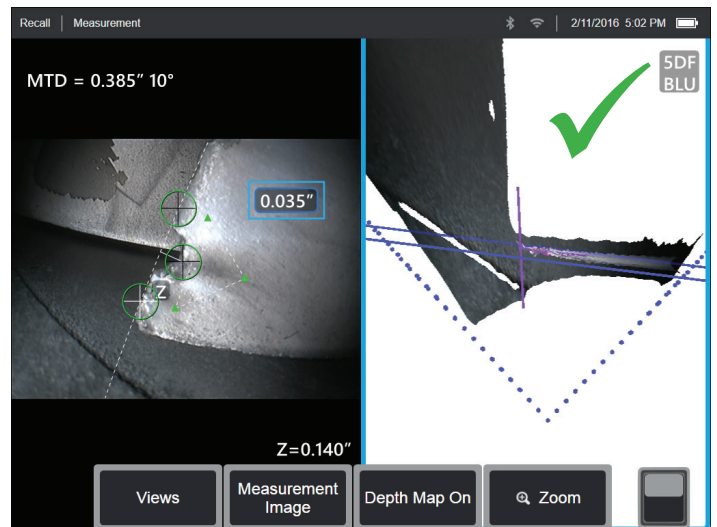 Recall | Measurement
2/11/2016 5:02 PM
MTD = 0.385" 10°
5DF
BLU
0.035"
Z
Z=0.140"
Views
Measurement
Image
Depth Map On
Zoom